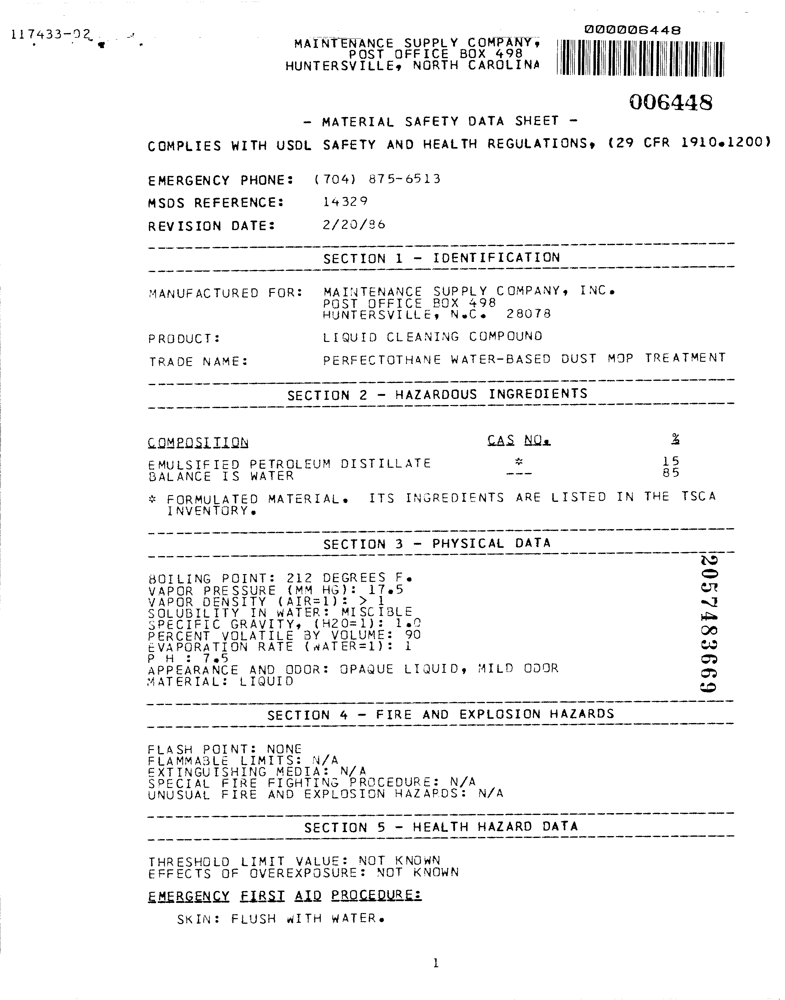 117433-02
000006448
MAINTENANCE SUPPLY COMPANY,
POST OFFICE BOX 498
HUNTERSVILLE, NORTH CAROLINA
006448
- MATERIAL SAFETY DATA SHEET -
COMPLIES WITH USDL SAFETY AND HEALTH REGULATIONS, (29 CFR 1910.1200)
EMERGENCY PHONE: (704) 875-6513
MSDS REFERENCE: 14329
REVISION DATE: 2/20/86
SECTION 1 - IDENTIFICATION
MANUFACTURED FOR: MAINTENANCE SUPPLY COMPANY, INC.
POST OFFICE BOX 498
HUNTERSVILLE, N.C. 28078
PRODUCT: LIQUID CLEANING COMPOUND
TRADE NAME: PERFECTOTHANE WATER-BASED DUST MOP TREATMENT
SECTION 2 - HAZARDOUS INGREDIENTS
COMPOSITION CAS NO. %
EMULSIFIED PETROLEUM DISTILLATE * 15
BALANCE IS WATER --- 85
* FORMULATED MATERIAL. ITS INGREDIENTS ARE LISTED IN THE TSCA
INVENTORY.
SECTION 3 - PHYSICAL DATA
BOILING POINT: 212 DEGREES F.
VAPOR PRESSURE (MM HG): 17.5
VAPOR DENSITY (AIR=1): > 1
SOLUBILITY IN WATER: MISCIBLE
SPECIFIC GRAVITY, (H2O=1): 1.0
PERCENT VOLATILE BY VOLUME: 90
EVAPORATION RATE (WATER=1): 1
P H : 7.5
APPEARANCE AND ODOR: OPAQUE LIQUID, MILD ODOR
MATERIAL: LIQUID
2057483669
SECTION 4 - FIRE AND EXPLOSION HAZARDS
FLASH POINT: NONE
FLAMMABLE LIMITS: N/A
EXTINGUISHING MEDIA: N/A
SPECIAL FIRE FIGHTING PROCEDURE: N/A
UNUSUAL FIRE AND EXPLOSION HAZARDS: N/A
SECTION 5 - HEALTH HAZARD DATA
THRESHOLD LIMIT VALUE: NOT KNOWN
EFFECTS OF OVEREXPOSURE: NOT KNOWN
EMERGENCY FIRST AID PROCEDURE:
SKIN: FLUSH WITH WATER.
1